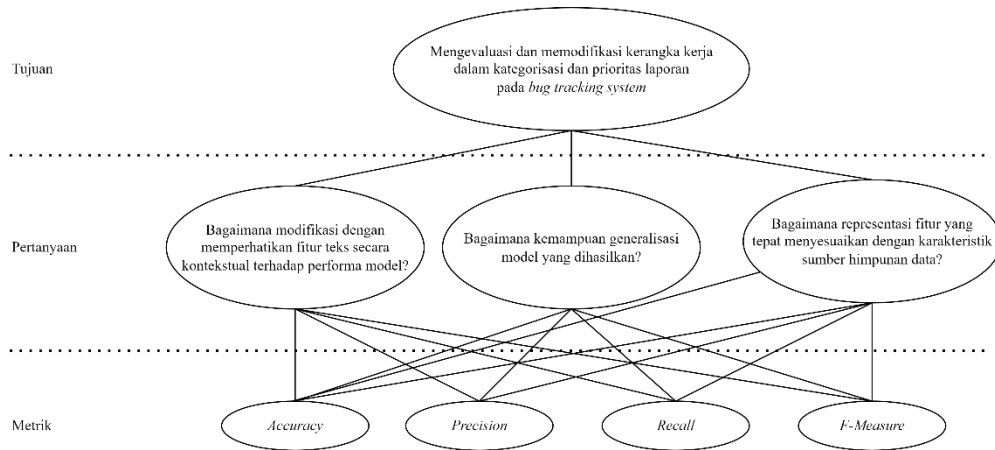 Tujuan
Mengevaluasi dan memodifikasi kerangka kerja
dalam kategorisasi dan prioritas laporan
pada bug tracking system
Pertanyaan
Bagaimana modifikasi dengan
memperhatikan fitur teks secara
kontekstual terhadap performa model?
Bagaimana kemampuan generalisasi
model yang dihasilkan?
Bagaimana representasi fitur yang
tepat menyesuaikan dengan karakteristik
sumber himpunan data?
Metrik
Accuracy
Precision
Recall
F-Measure